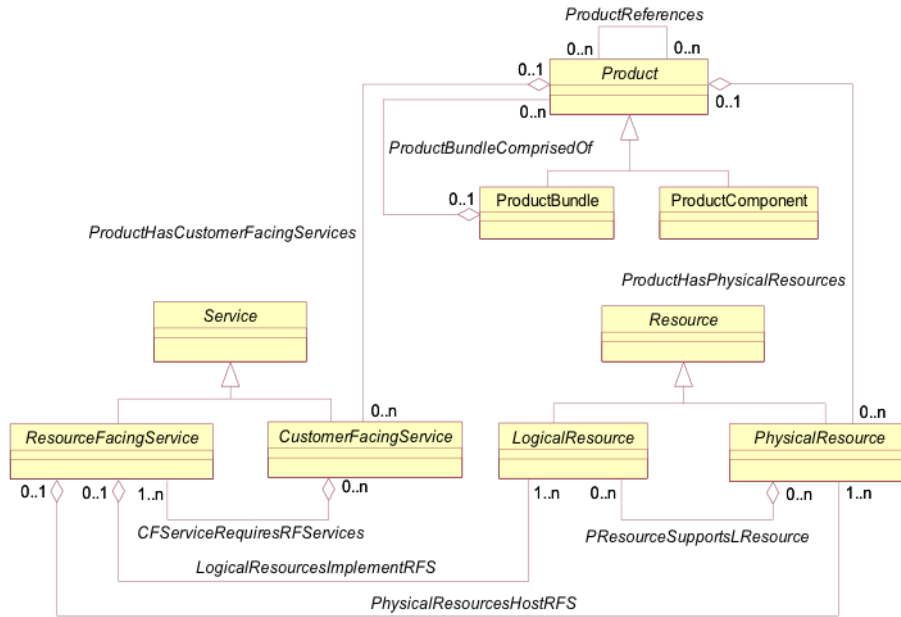 ProductReferences
0..n 0..n
0..1 Product 0..1
0..n
ProductBundleComprisedOf
0..1 ProductBundle ProductComponent
ProductHasCustomerFacingServices
ProductHasPhysicalResources
Service Resource
0..n 0..n
ResourceFacingService CustomerFacingService LogicalResource PhysicalResource
0..1 0..1 1..n 0..n 1..n 0..n 0..n 1..n
CFServiceRequiresRFServices PResourceSupportsLResource
LogicalResourcesImplementRFS
PhysicalResourcesHostRFS